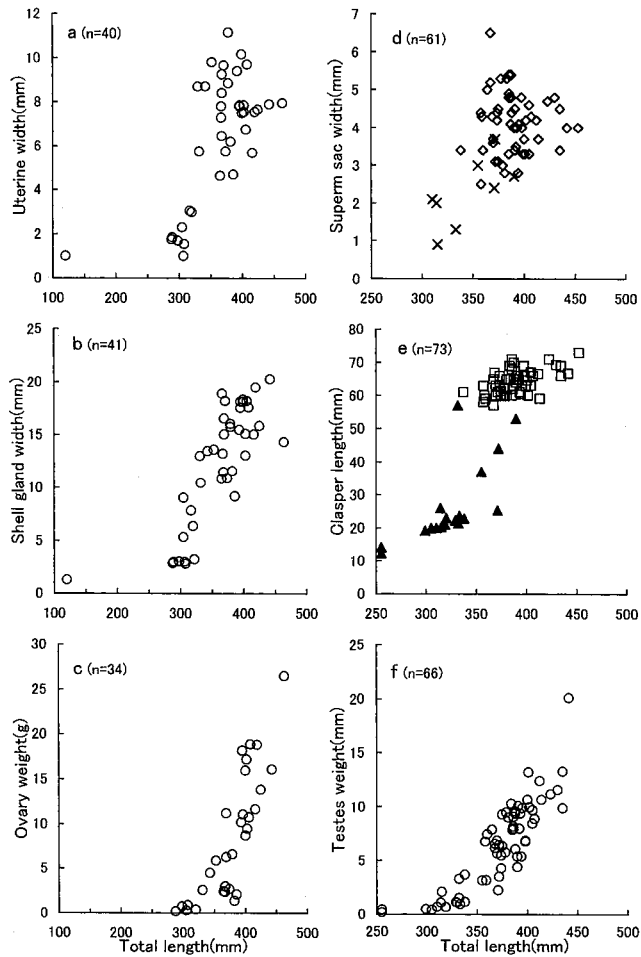 a (n=40)
Uterine width(mm)
12
10
8
6
4
2
0
100 200 300 400 500
d (n=61)
Superm sac width(mm)
7
6
5
4
3
2
1
0
250 300 350 400 450 500
b (n=41)
Shell gland width(mm)
25
20
15
10
5
0
100 200 300 400 500
e (n=73)
Clasper length(mm)
80
70
60
50
40
30
20
10
0
250 300 350 400 450 500
c (n=34)
Ovary weight(g)
30
25
20
15
10
5
0
100 200 300 400 500
Total length(mm)
f (n=66)
Testes weight(mm)
25
20
15
10
5
0
250 300 350 400 450 500
Total length(mm)